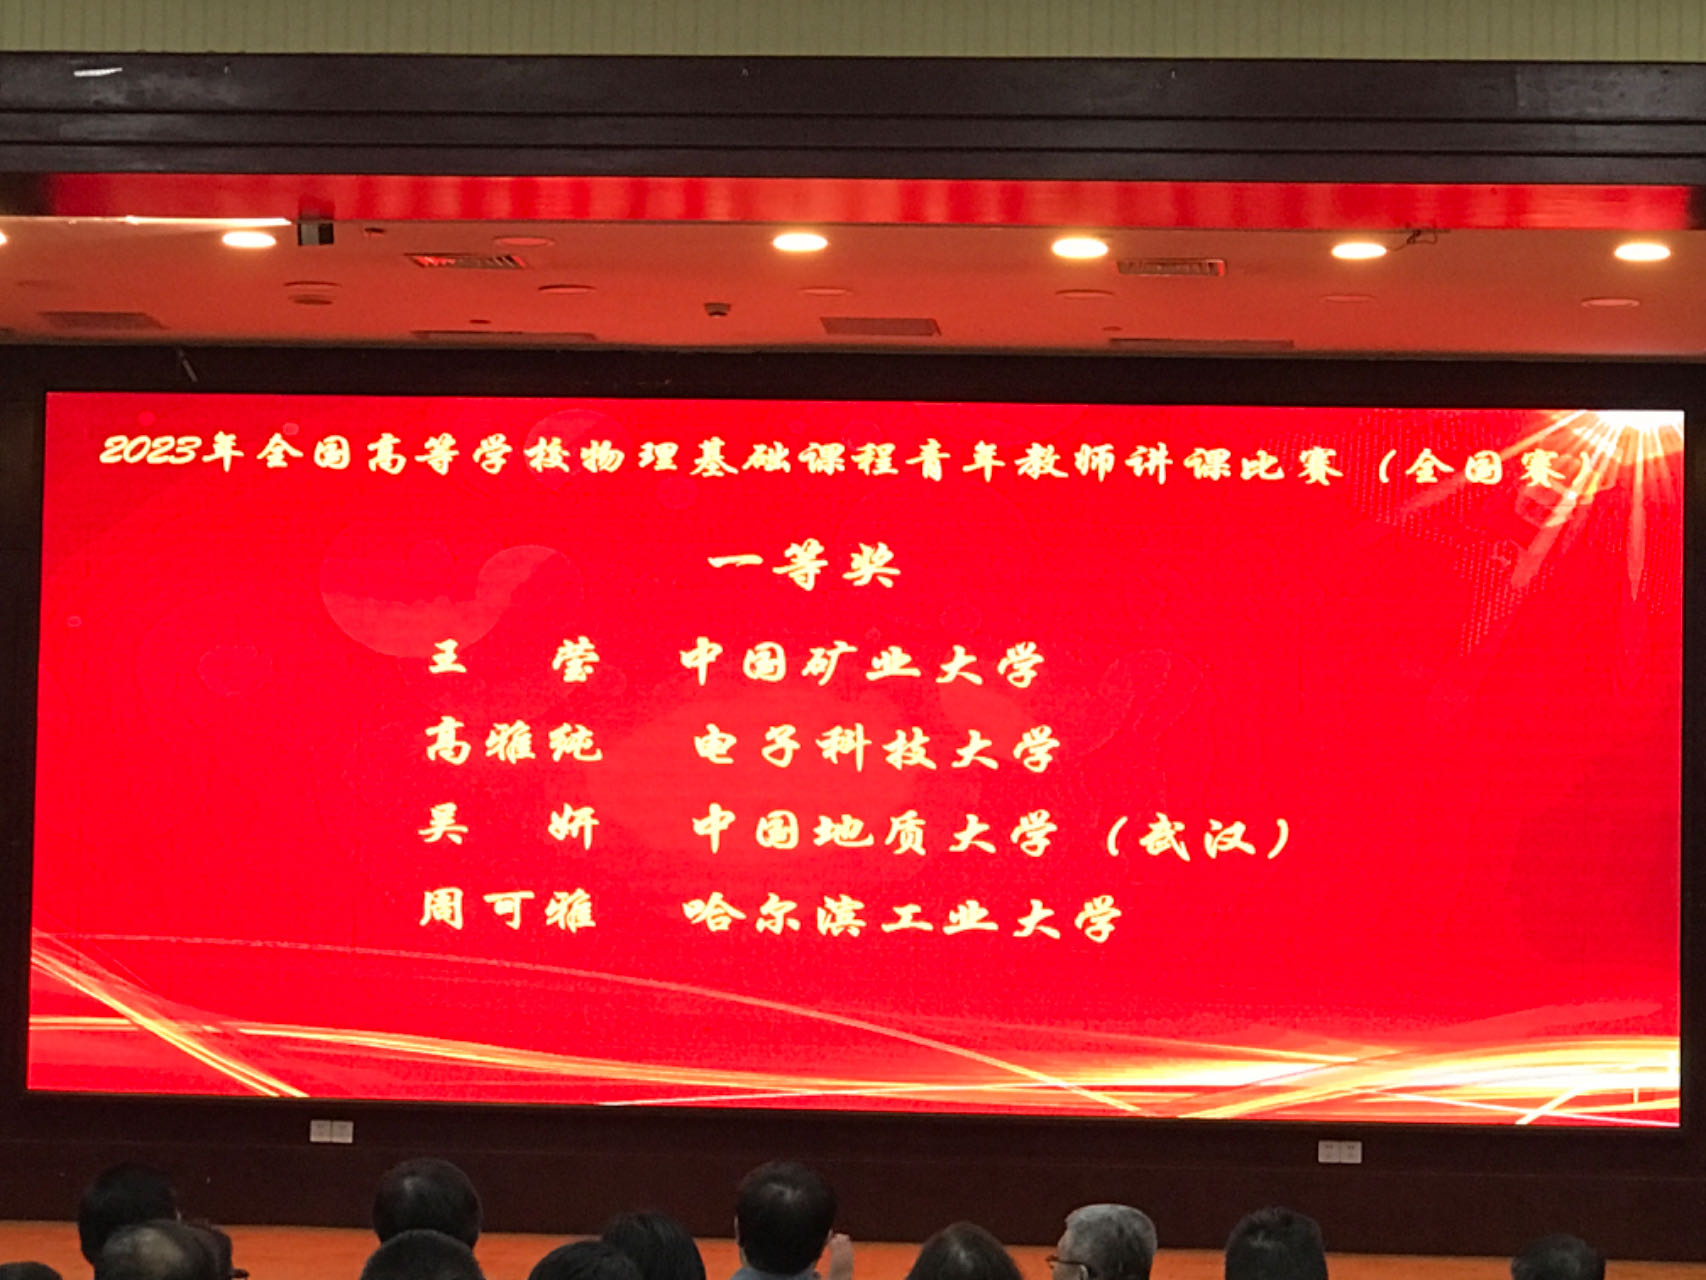 2023年全国高等学校物理基础课程青年教师讲课比赛（全国赛）
一等奖
王 莹 中国矿业大学
高雅纯 电子科技大学
吴 妍 中国地质大学（武汉）
周可雅 哈尔滨工业大学